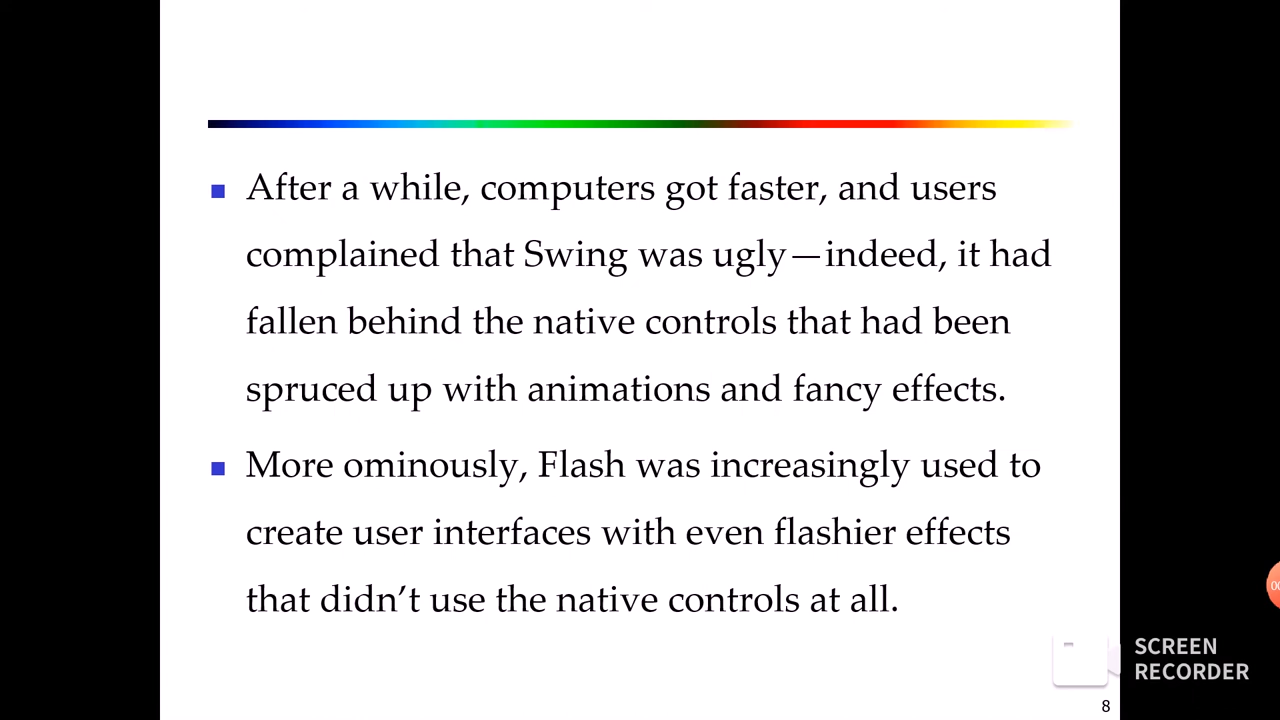 After a while, computers got faster, and users
complained that Swing was ugly—indeed, it had
fallen behind the native controls that had been
spruced up with animations and fancy effects.
More ominously, Flash was increasingly used to
create user interfaces with even flashier effects
that didn’t use the native controls at all.
00
SCREEN
RECORDER
8